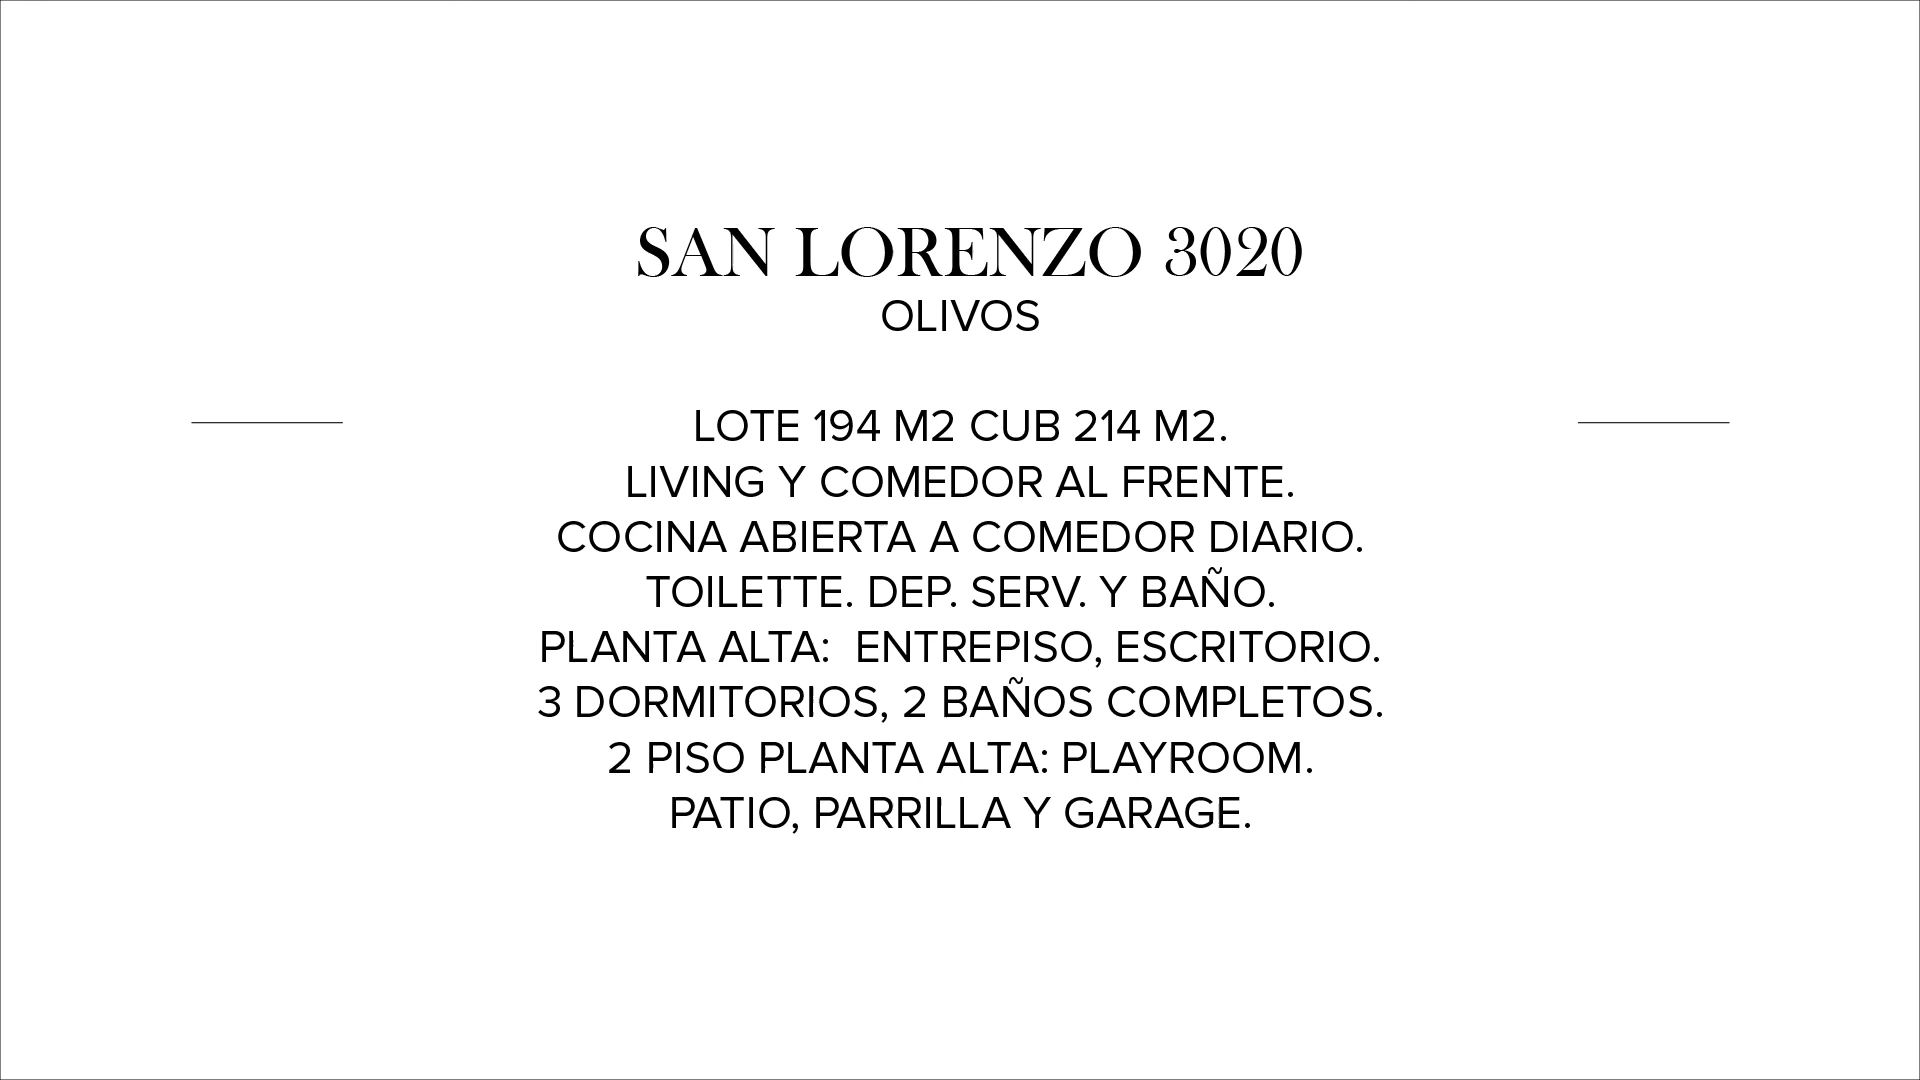 SAN LORENZO 3020
OLIVOS
LOTE 194 M2 CUB 214 M2.
LIVING Y COMEDOR AL FRENTE.
COCINA ABIERTA A COMEDOR DIARIO.
TOILETTE. DEP. SERV. Y BAÑO.
PLANTA ALTA:  ENTREPISO, ESCRITORIO.
3 DORMITORIOS, 2 BAÑOS COMPLETOS.
2 PISO PLANTA ALTA: PLAYROOM.
PATIO, PARRILLA Y GARAGE.